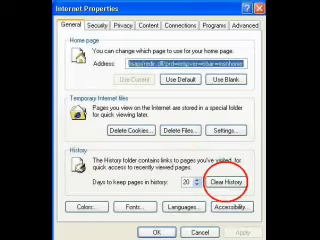 Internet Properties
General Security Privacy Content Connections Programs Advanced
Home page
You can change which page to use for your home page.
Address:
Use Current Use Default Use Blank
Temporary Internet files
Pages you view on the Internet are stored in a special folder
for quick viewing later.
Delete Cookies... Delete Files... Settings...
History
The History folder contains links to pages you've visited, for
quick access to recently viewed pages.
Days to keep pages in history: 20 Clear History
Colors... Fonts... Languages... Accessibility...
OK Cancel Apply